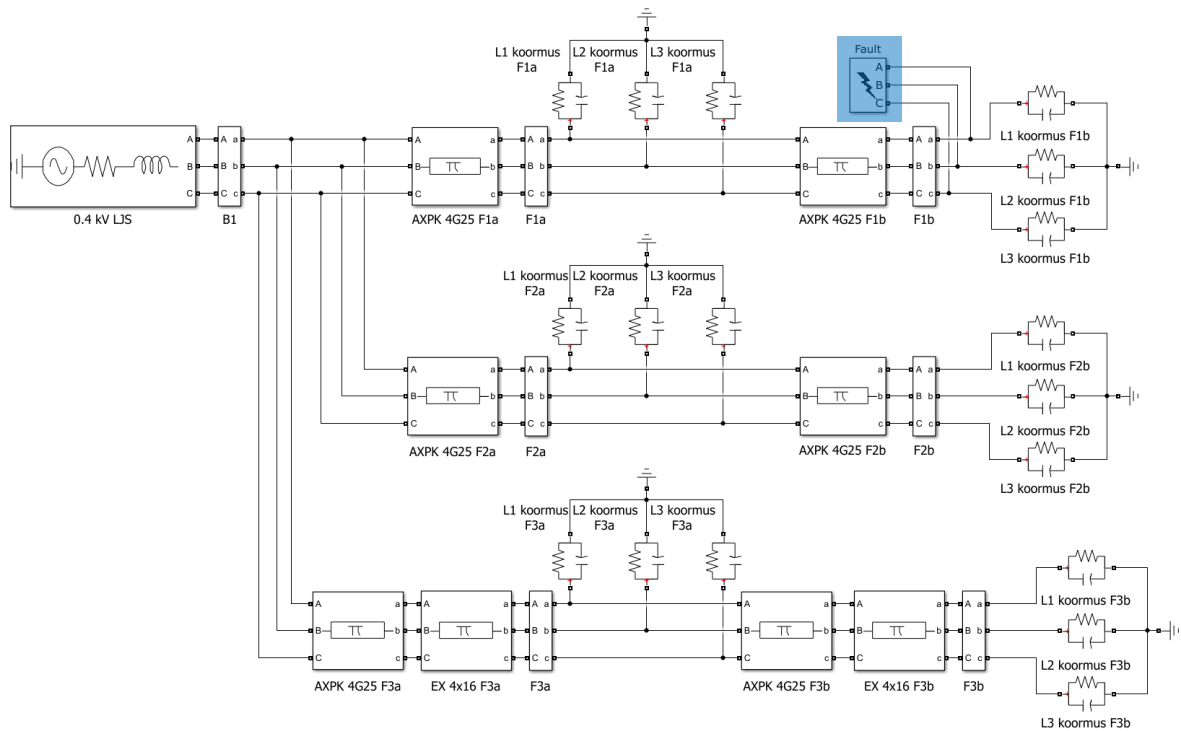 L1 koormus L2 koormus L3 koormus
F1a F1a F1a
Fault
A
B
C
L1 koormus F1b
L2 koormus F1b
L3 koormus F1b
A A a A a A A a A a
B B b B b B b B b B b
C C c C c C c C c C c
0.4 kV LJS B1 AXPK 4G25 F1a F1a AXPK 4G25 F1b F1b
L1 koormus L2 koormus L3 koormus
F2a F2a F2a
L1 koormus F2b
L2 koormus F2b
L3 koormus F2b
A a A a A a A a
B b B b B b B b
C c C c C c C c
AXPK 4G25 F2a F2a AXPK 4G25 F2b F2b
L1 koormus L2 koormus L3 koormus
F3a F3a F3a
L1 koormus F3b
L2 koormus F3b
L3 koormus F3b
A a A a A a A a A a A a
B b B b B b B b B b B b
C c C c C c C c C c C c
AXPK 4G25 F3a EX 4x16 F3a F3a AXPK 4G25 F3b EX 4x16 F3b F3b